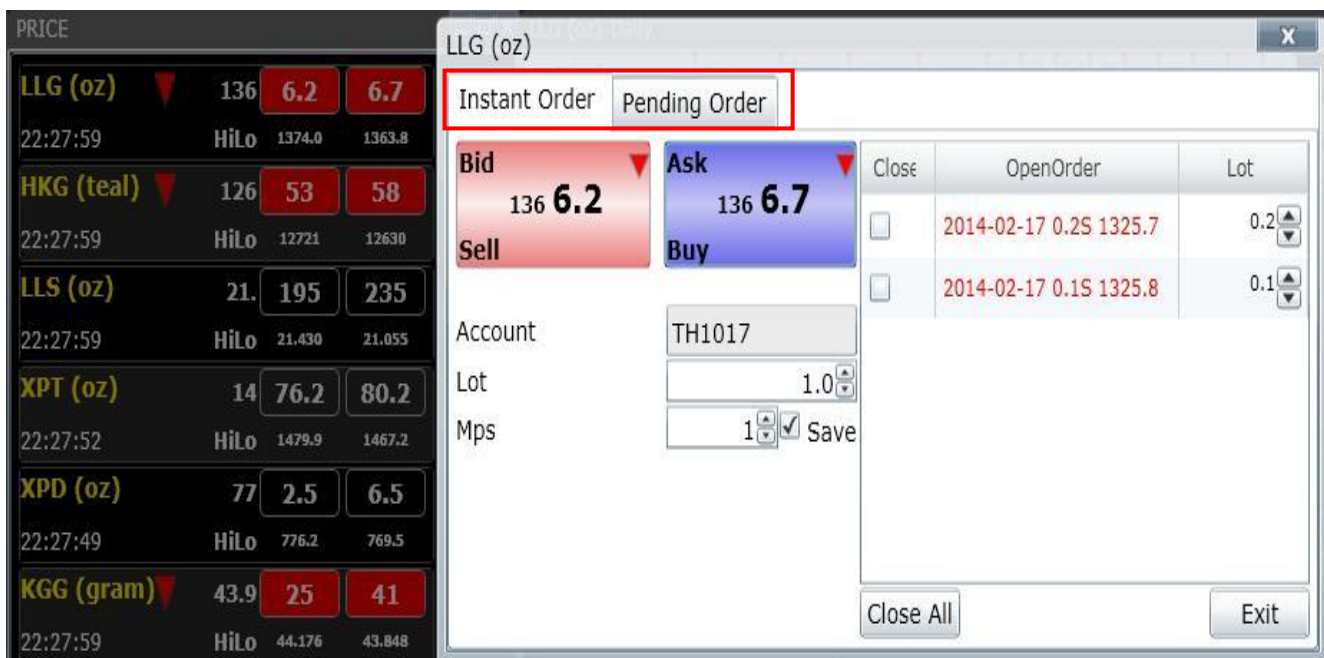 PRICE
LLG (oz) 136 6.2 6.7
22:27:59 HiLo 1374.0 1363.8
HKG (teal) 126 53 58
22:27:59 HiLo 12721 12630
LLS (oz) 21. 195 235
22:27:59 HiLo 21.430 21.055
XPT (oz) 14 76.2 80.2
22:27:52 HiLo 1479.9 1467.2
XPD (oz) 77 2.5 6.5
22:27:49 HiLo 776.2 769.5
KGG (gram) 43.9 25 41
22:27:59 HiLo 44.176 43.848
LLG (oz) X
Instant Order Pending Order
Bid Ask
136 6.2 136 6.7
Sell Buy
Account TH1017
Lot 1.0
Mps 1 Save
Close OpenOrder Lot
2014-02-17 0.2S 1325.7 0.2
2014-02-17 0.1S 1325.8 0.1
Close All Exit